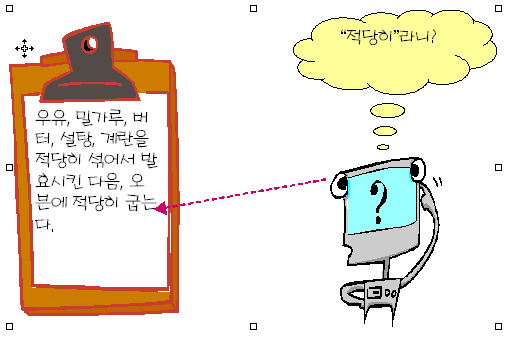 우유, 밀가루, 버
터, 설탕, 계란을
적당히 섞어서 발
효시킨 다음, 오
븐에 적당히 굽는
다.
“적당히”라니?
?